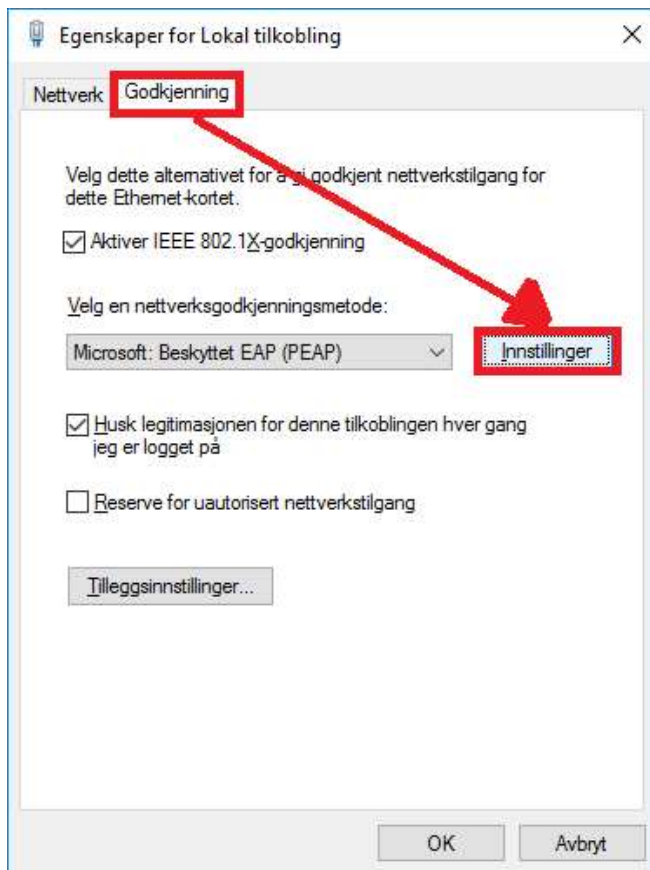 Egenskaper for Lokal tilkobling
Nettverk
Godkjenning
Velg dette alternativet for å gi godkjent nettverkstilgang for
dette Ethernet-kortet.
Aktiver IEEE 802.1X-godkjenning
Velg en nettverksgodkjenningsmetode:
Microsoft: Beskyttet EAP (PEAP)
Innstillinger
Husk legitimasjonen for denne tilkoblingen hver gang
jeg er logget på
Reserve for uautorisert nettverkstilgang
Tilleggsinnstillinger...
OK
Avbryt